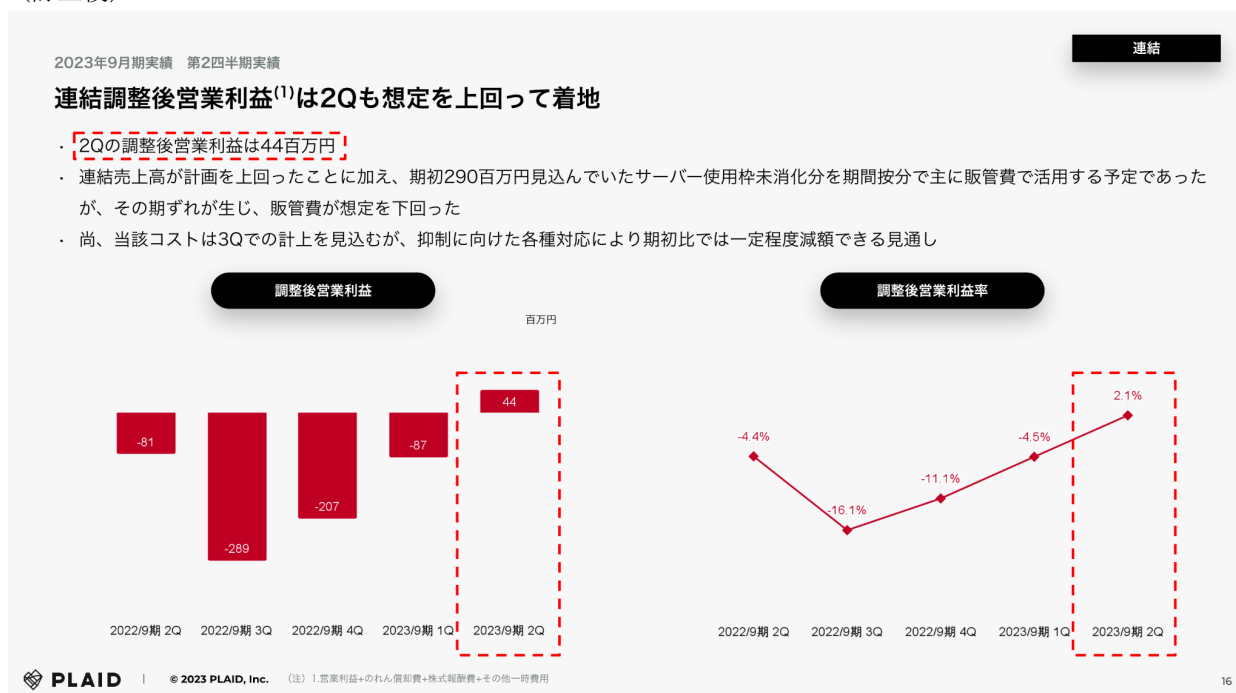 連結
2023年9月期実績 第2四半期実績
連結調整後営業利益(1)は2Qも想定を上回って着地
・ 2Qの調整後営業利益は44百万円
・ 連結売上高が計画を上回ったことに加え、期初290百万円見込んでいたサーバー使用枠未消化分を期間按分で主に販管費で活用する予定であった
が、その期ずれが生じ、販管費が想定を下回った
・ 尚、当該コストは3Qでの計上を見込むが、抑制に向けた各種対応により期初比では一定程度減額できる見通し
調整後営業利益
百万円
-81
-289
-207
-87
44
2022/9期 2Q
2022/9期 3Q
2022/9期 4Q
2023/9期 1Q
2023/9期 2Q
調整後営業利益率
-4.4%
-16.1%
-11.1%
-4.5%
2.1%
2022/9期 2Q
2022/9期 3Q
2022/9期 4Q
2023/9期 1Q
2023/9期 2Q
PLAID
© 2023 PLAID, Inc.
（注）1.営業利益+のれん償却費+株式報酬費+その他一時費用
16